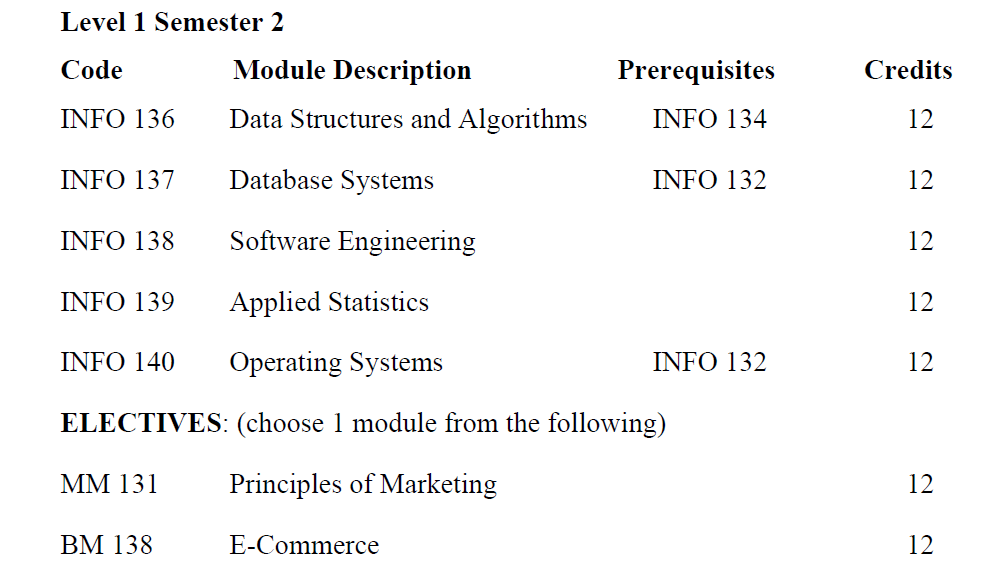 Level 1 Semester 2
Code Module Description Prerequisites Credits
INFO 136 Data Structures and Algorithms INFO 134 12
INFO 137 Database Systems INFO 132 12
INFO 138 Software Engineering 12
INFO 139 Applied Statistics 12
INFO 140 Operating Systems INFO 132 12
ELECTIVES: (choose 1 module from the following)
MM 131 Principles of Marketing 12
BM 138 E-Commerce 12